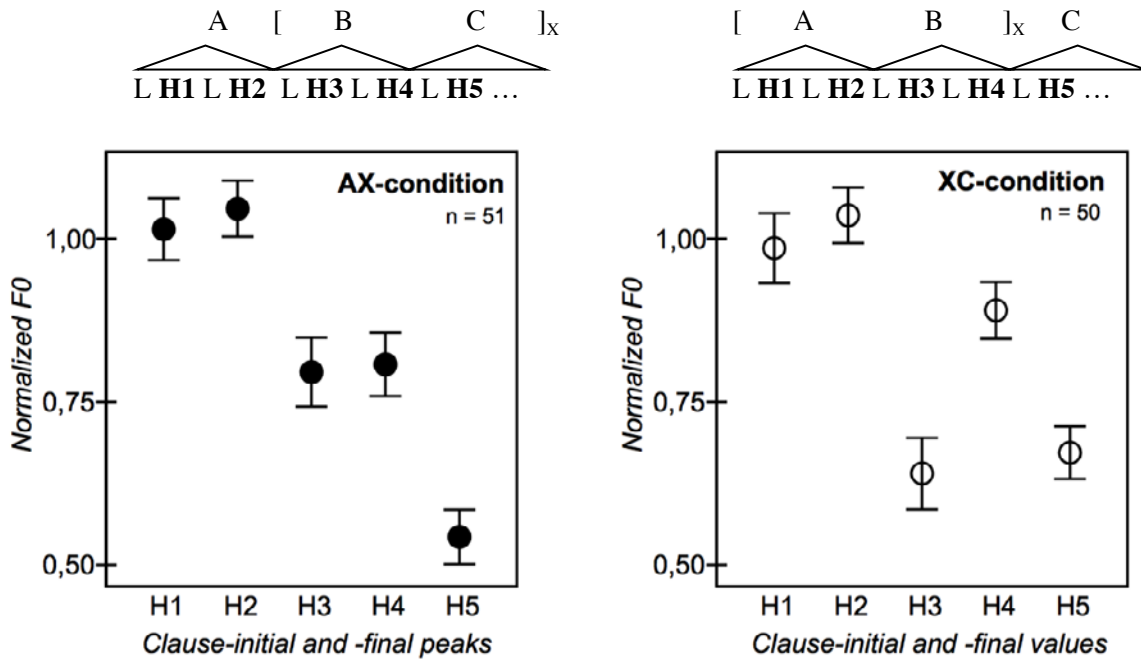 A [ B C ]X
L H1 L H2 L H3 L H4 L H5 …
[ A B ]X C
L H1 L H2 L H3 L H4 L H5 …
AX-condition
n = 51
1,00
0,75
0,50
Normalized F0
H1 H2 H3 H4 H5
Clause-initial and -final peaks
XC-condition
n = 50
1,00
0,75
0,50
Normalized F0
H1 H2 H3 H4 H5
Clause-initial and -final values